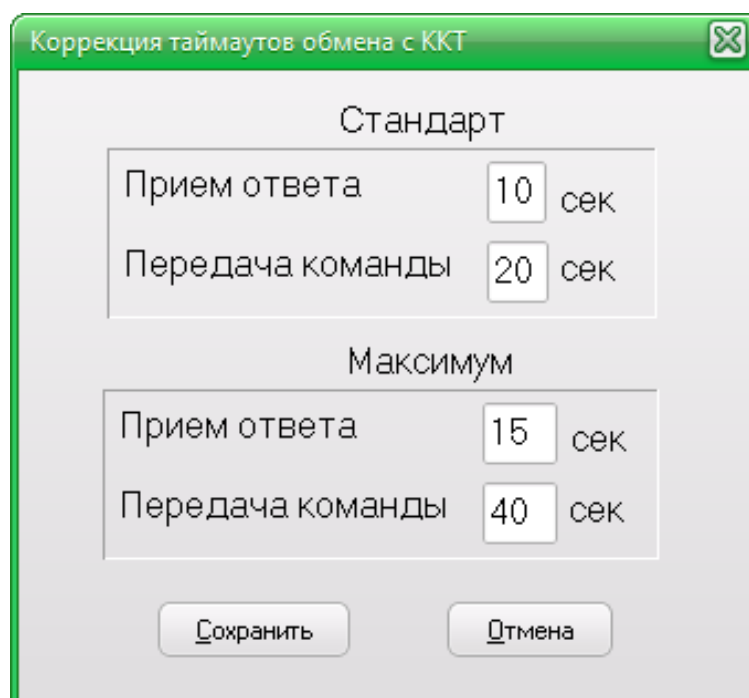 Коррекция таймаутов обмена с ККТ
Стандарт
Прием ответа 10 сек
Передача команды 20 сек
Максимум
Прием ответа 15 сек
Передача команды 40 сек
Сохранить Отмена